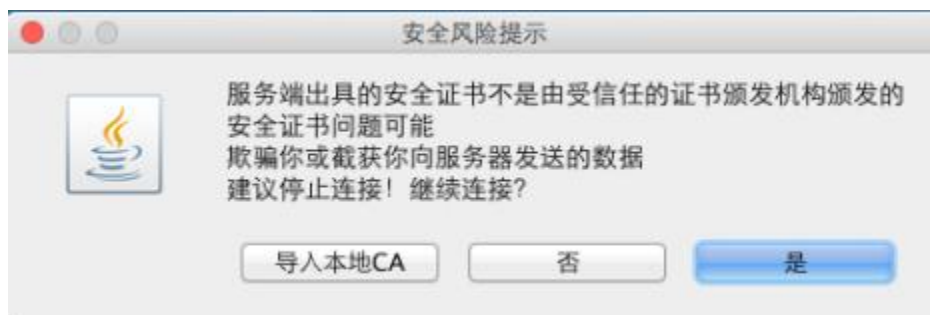 安全风险提示
服务端出具的安全证书不是由受信任的证书颁发机构颁发的
安全证书问题可能
欺骗你或截获你向服务器发送的数据
建议停止连接！继续连接?
导入本地CA 否 是